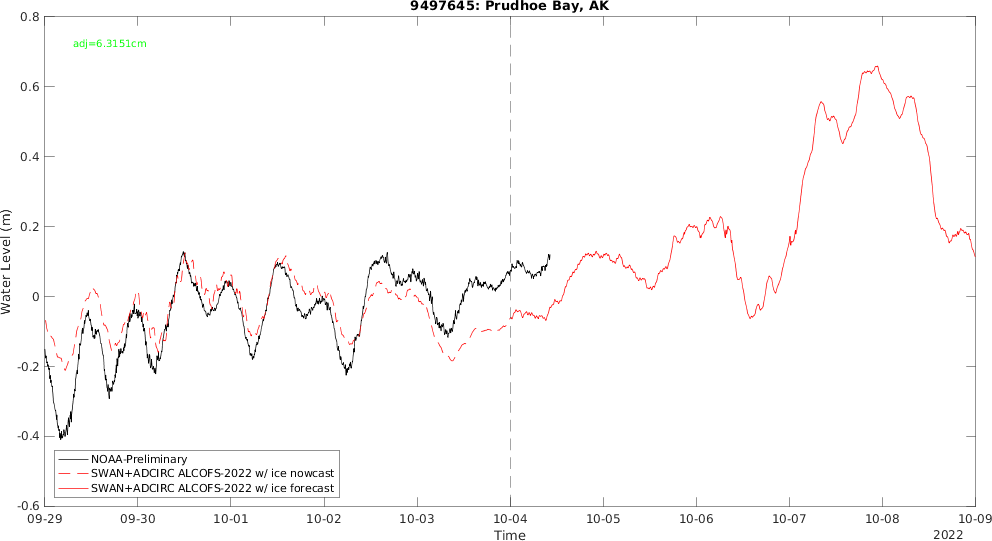 9497645: Prudhoe Bay, AK
adj=6.3151cm
Water Level (m)
0.8
0.6
0.4
0.2
0
-0.2
-0.4
-0.6
NOAA-Preliminary
SWAN+ADCIRC ALCOFS-2022 w/ ice nowcast
SWAN+ADCIRC ALCOFS-2022 w/ ice forecast
09-29 09-30 10-01 10-02 10-03 10-04 10-05 10-06 10-07 10-08 10-09
Time
2022